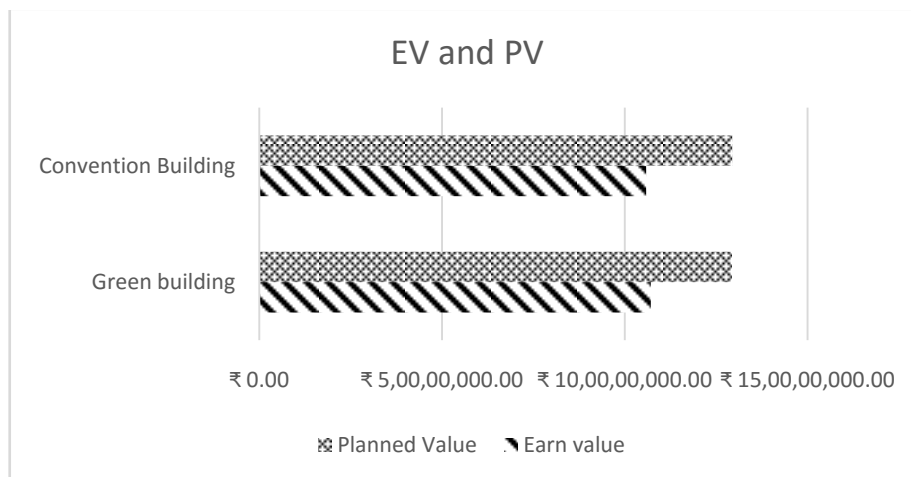 EV and PV
Convention Building
Green building
₹ 0.00 ₹ 5,00,00,000.00 ₹ 10,00,00,000.00 ₹ 15,00,00,000.00
Planned Value Earn value